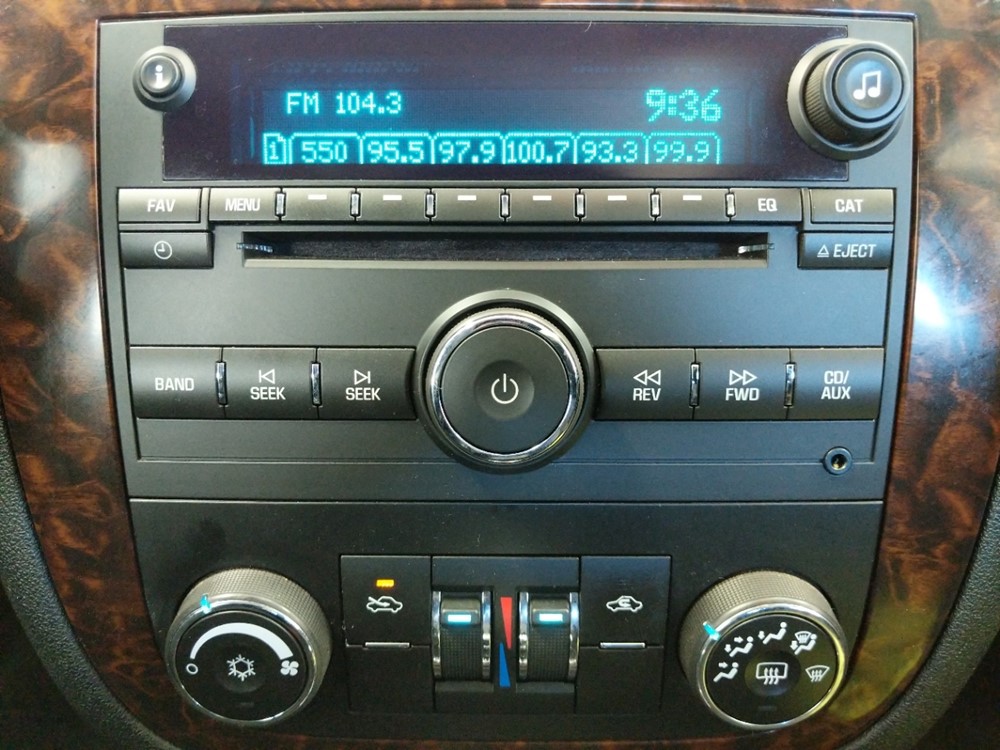 i
FM 104.3 9:36
1 550 95.5 97.9 100.7 93.3 99.9
FAV MENU EQ CAT
EJECT
BAND SEEK SEEK REV FWD CD/
AUX